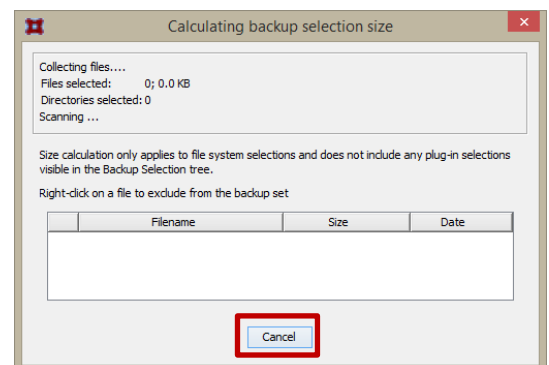 Calculating backup selection size
Collecting files....
Files selected: 0; 0.0 KB
Directories selected: 0
Scanning ...
Size calculation only applies to file system selections and does not include any plug-in selections
visible in the Backup Selection tree.
Right-click on a file to exclude from the backup set
Filename Size Date
Cancel